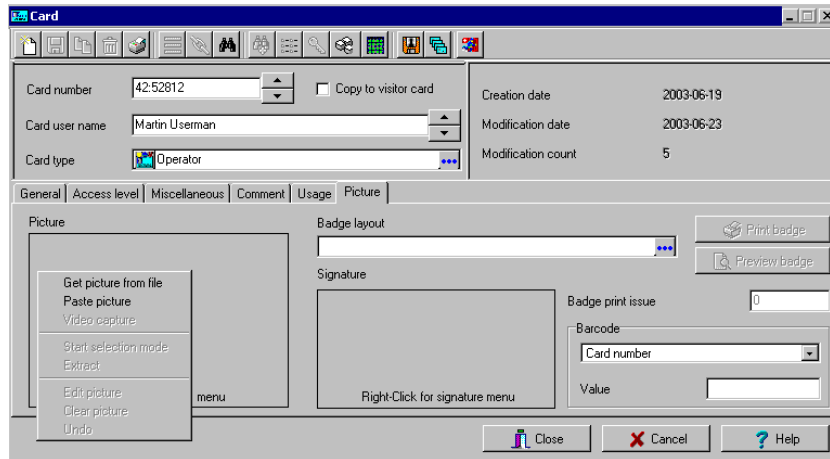 Card
Card number
42:52812
Copy to visitor card
Creation date
2003-06-19
Card user name
Martin Userman
Modification date
2003-06-23
Card type
Operator
Modification count
5
General
Access level
Miscellaneous
Comment
Usage
Picture
Picture
Badge layout
Print badge
Preview badge
Signature
Get picture from file
Paste picture
Video capture
Start selection mode
Extract
Edit picture
Clear picture
Undo
menu
Right-Click for signature menu
Badge print issue
0
Barcode
Card number
Value
Close
Cancel
Help